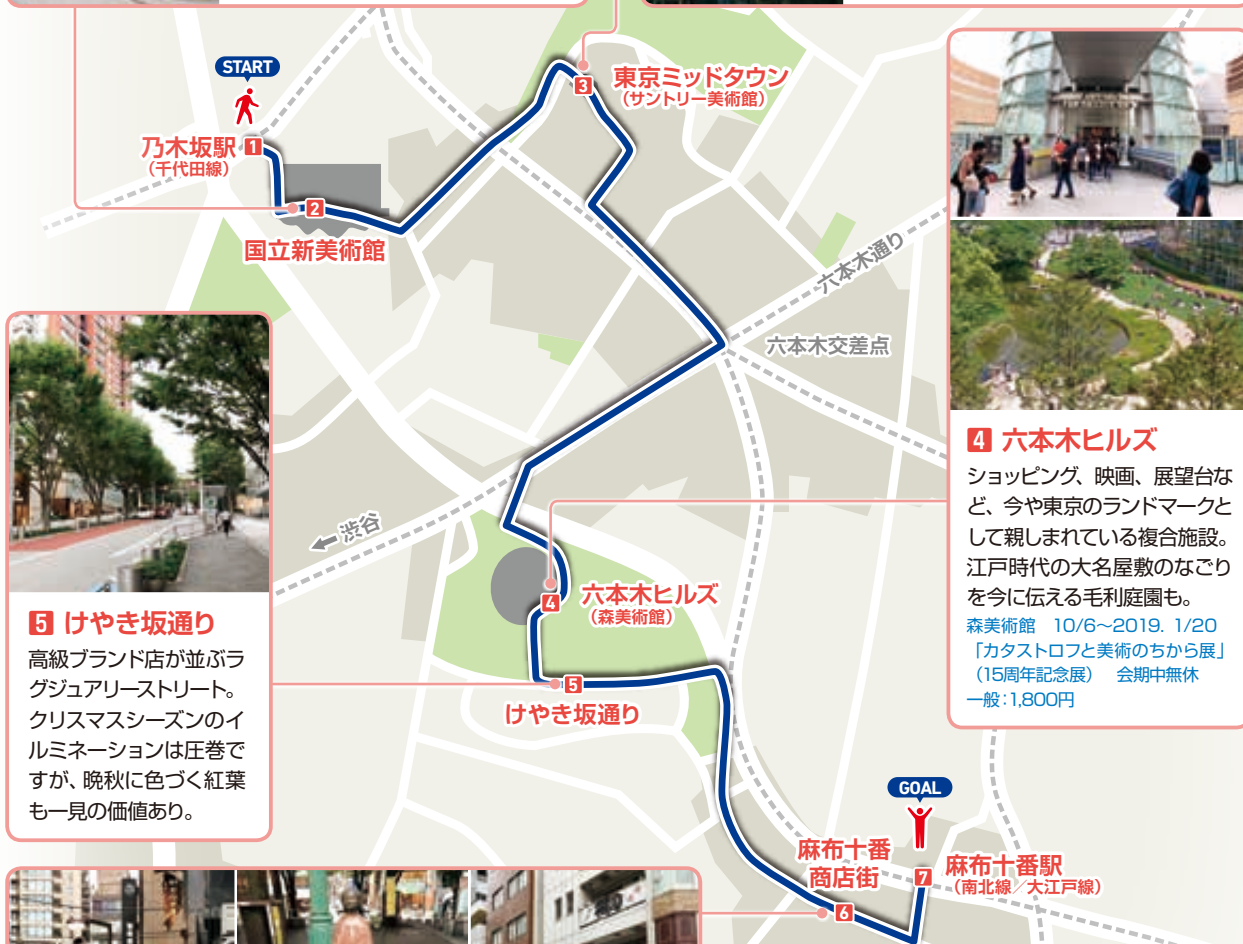 START
乃木坂駅 1
(千代田線)
2
国立新美術館
3
東京ミッドタウン
(サントリー美術館)
六本木通り
六本木交差点
←渋谷
4
六本木ヒルズ
(森美術館)
5
けやき坂通り
麻布十番
商店街
6
GOAL
7
麻布十番駅
(南北線/大江戸線)
4 六本木ヒルズ
ショッピング、映画、展望台な
ど、今や東京のランドマークと
して親しまれている複合施設。
江戸時代の大名屋敷のなごり
を今に伝える毛利庭園も。
森美術館 10/6~2019. 1/20
「カタストロフと美術のちから展」
(15周年記念展) 会期中無休
一般:1,800円
5 けやき坂通り
高級ブランド店が並ぶラ
グジュアリーストリート。
クリスマスシーズンのイ
ルミネーションは圧巻で
すが、晩秋に色づく紅葉
も一見の価値あり。